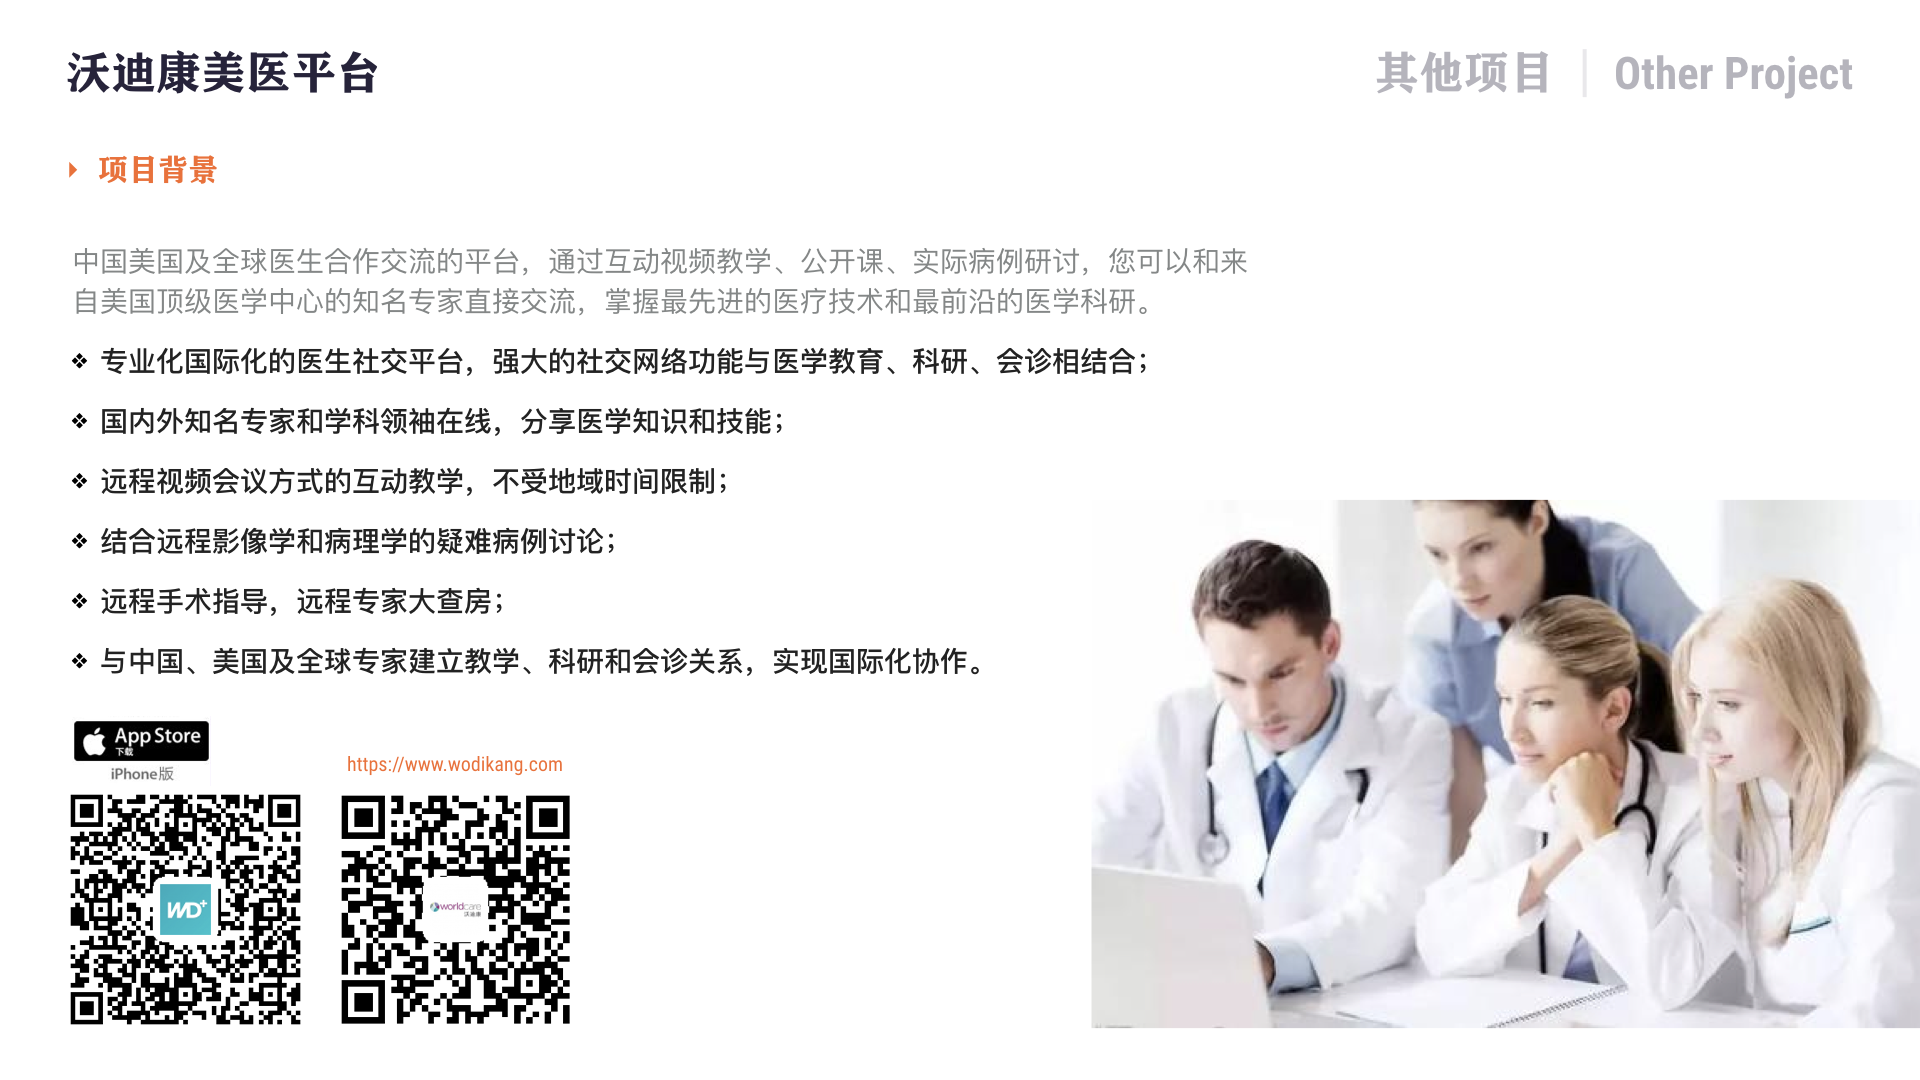 沃迪康美医平台
其他项目 | Other Project
项目背景
中国美国及全球医生合作交流的平台，通过互动视频教学、公开课、实际病例研讨，您可以和来
自美国顶级医学中心的知名专家直接交流，掌握最先进的医疗技术和最前沿的医学科研。
❖ 专业化国际化的医生社交平台，强大的社交网络功能与医学教育、科研、会诊相结合；
❖ 国内外知名专家和学科领袖在线，分享医学知识和技能；
❖ 远程视频会议方式的互动教学，不受地域时间限制；
❖ 结合远程影像学和病理学的疑难病例讨论；
❖ 远程手术指导，远程专家大查房；
❖ 与中国、美国及全球专家建立教学、科研和会诊关系，实现国际化协作。
App Store
下载
iPhone版
https://www.wodikang.com
WD+
worldcare
沃迪康